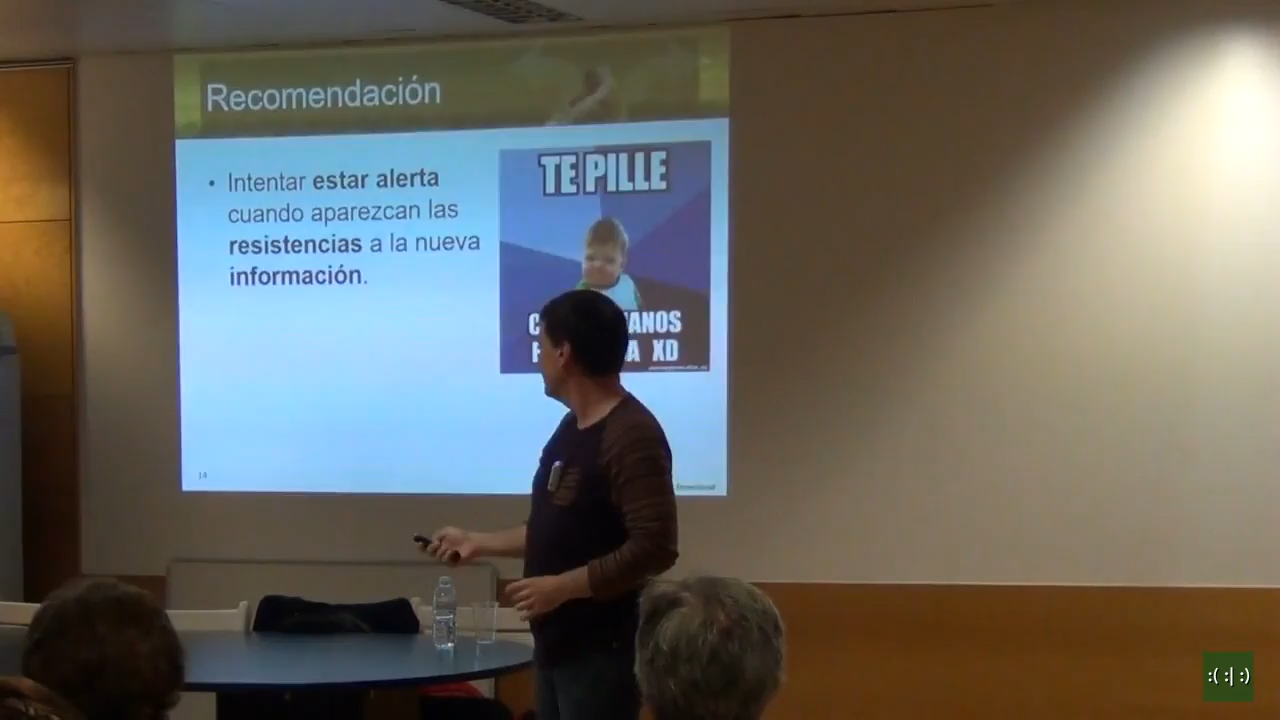 Recomendación
• Intentar estar alerta
cuando aparezcan las
resistencias a la nueva
información.
TE PILLE
XD
14
:( :| :)